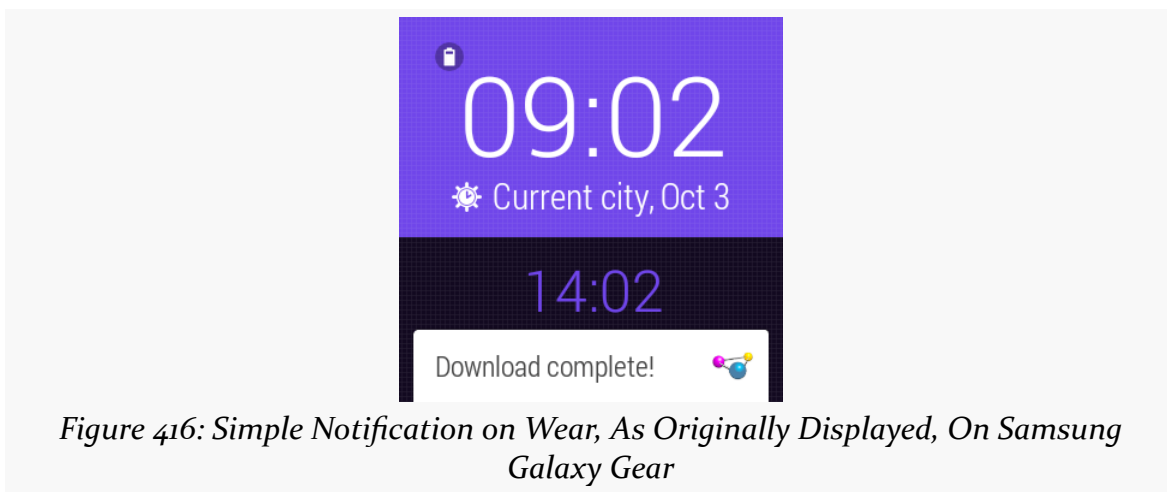 09:02
Current city, Oct 3
14:02
Download complete!
Figure 416: Simple Notification on Wear, As Originally Displayed, On Samsung
Galaxy Gear